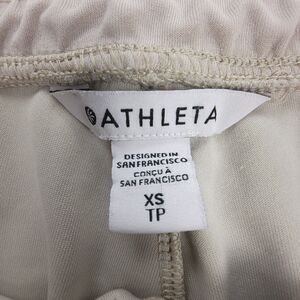 ATHLETA
DESIGNED IN
SAN FRANCISCO
CONÇU À
SAN FRANCISCO
XS
TP